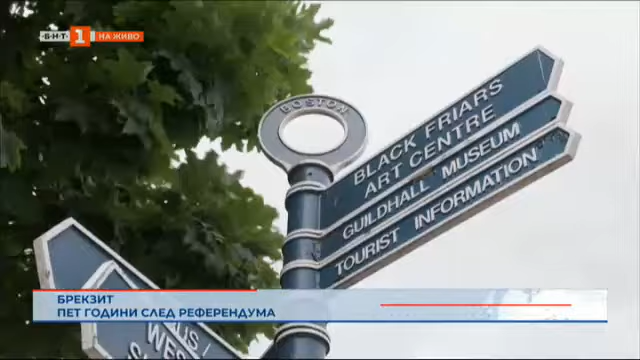 БНТ 1 НА ЖИВО
BOSTON
BLACK FRIARS
ART CENTRE
GUILDHALL MUSEUM
TOURIST INFORMATION
БРЕКЗИТ
ПЕТ ГОДИНИ СЛЕД РЕФЕРЕНДУМА